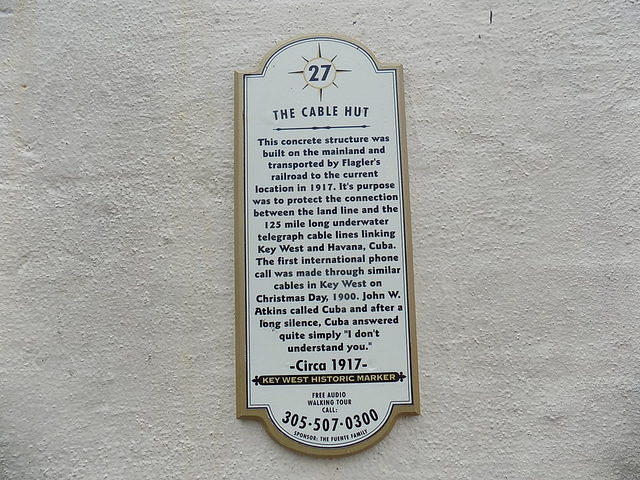 27
THE CABLE HUT
This concrete structure was
built on the mainland and
transported by Flagler's
railroad to the current
location in 1917. It's purpose
was to protect the connection
between the land line and the
125 mile long underwater
telegraph cable lines linking
Key West and Havana, Cuba.
The first international phone
call was made through similar
cables in Key West on
Christmas Day, 1900. John W.
Atkins called Cuba and after a
long silence, Cuba answered
quite simply "I don't
understand you."
-Circa 1917-
KEY WEST HISTORIC MARKER
FREE AUDIO
WALKING TOUR
CALL:
305·507·0300
SPONSOR: THE FUENTE FAMILY